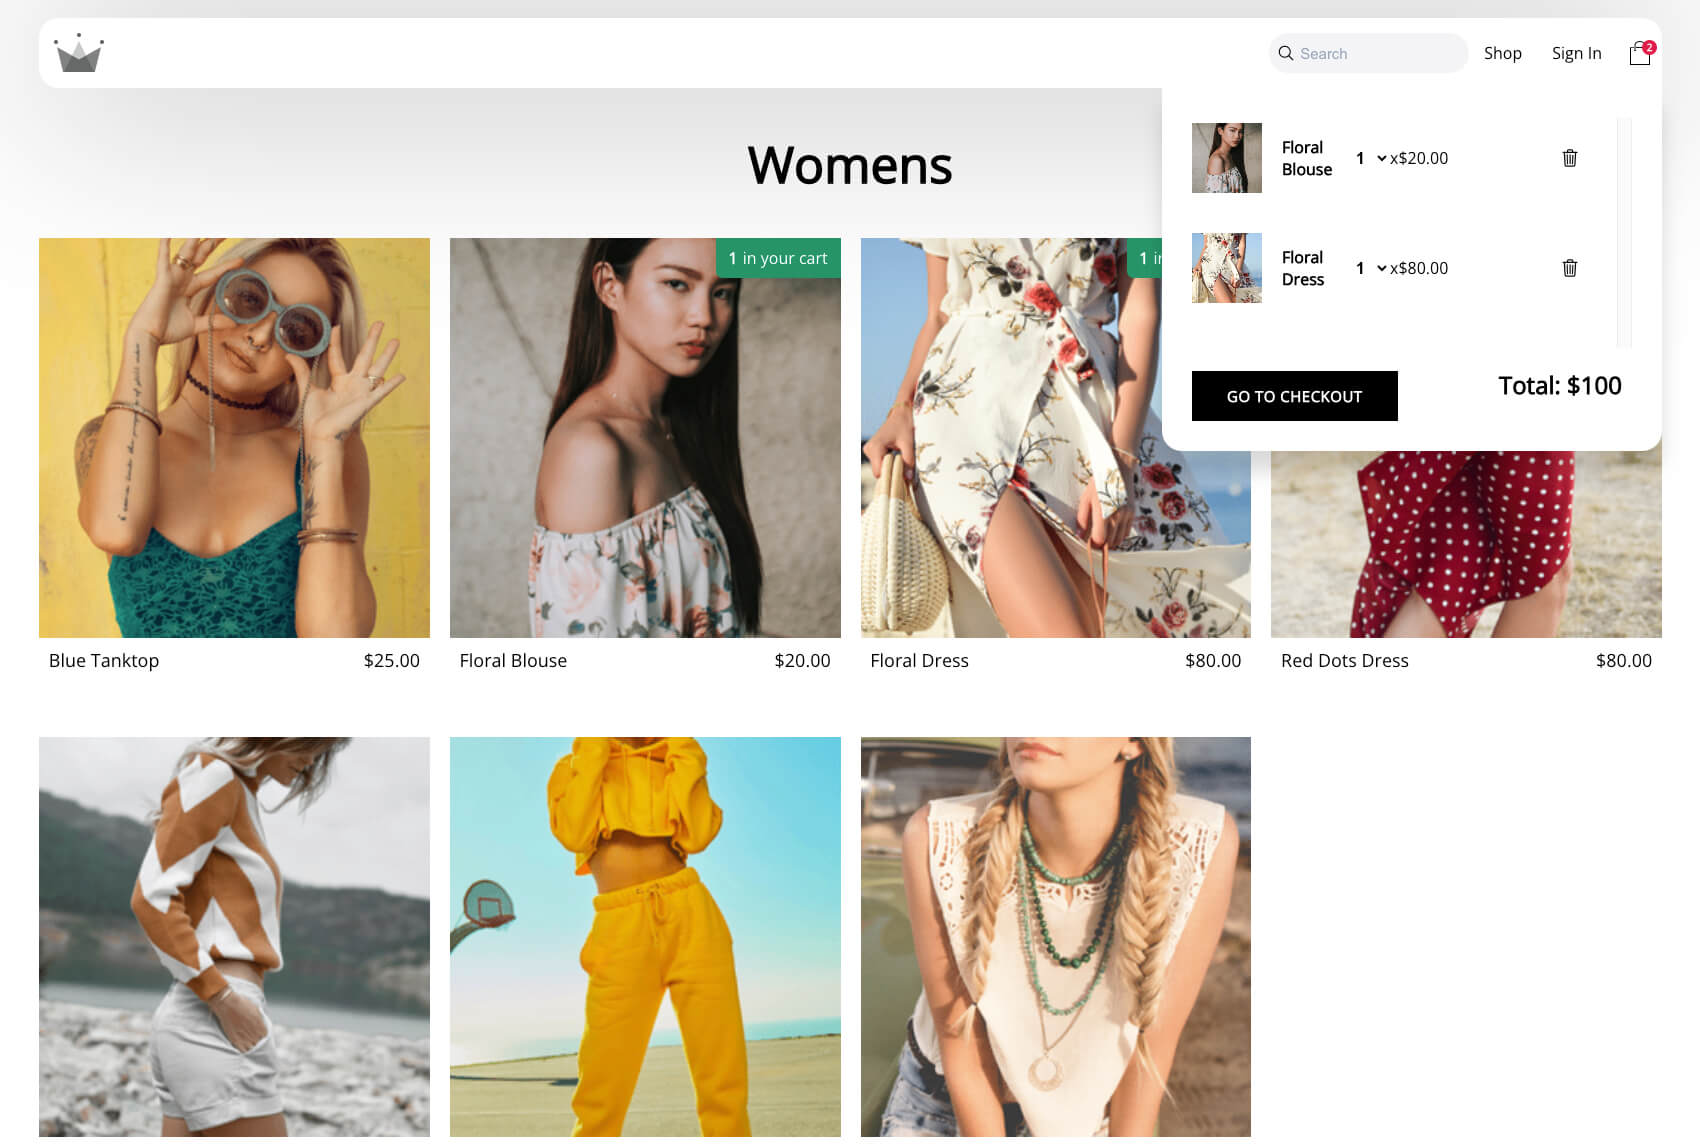 Search
Shop
Sign In
2
Womens
Floral
Blouse
1 x$20.00
Floral
Dress
1 x$80.00
GO TO CHECKOUT
Total: $100
1 in your cart
1 i
Blue Tanktop
$25.00
Floral Blouse
$20.00
Floral Dress
$80.00
Red Dots Dress
$80.00